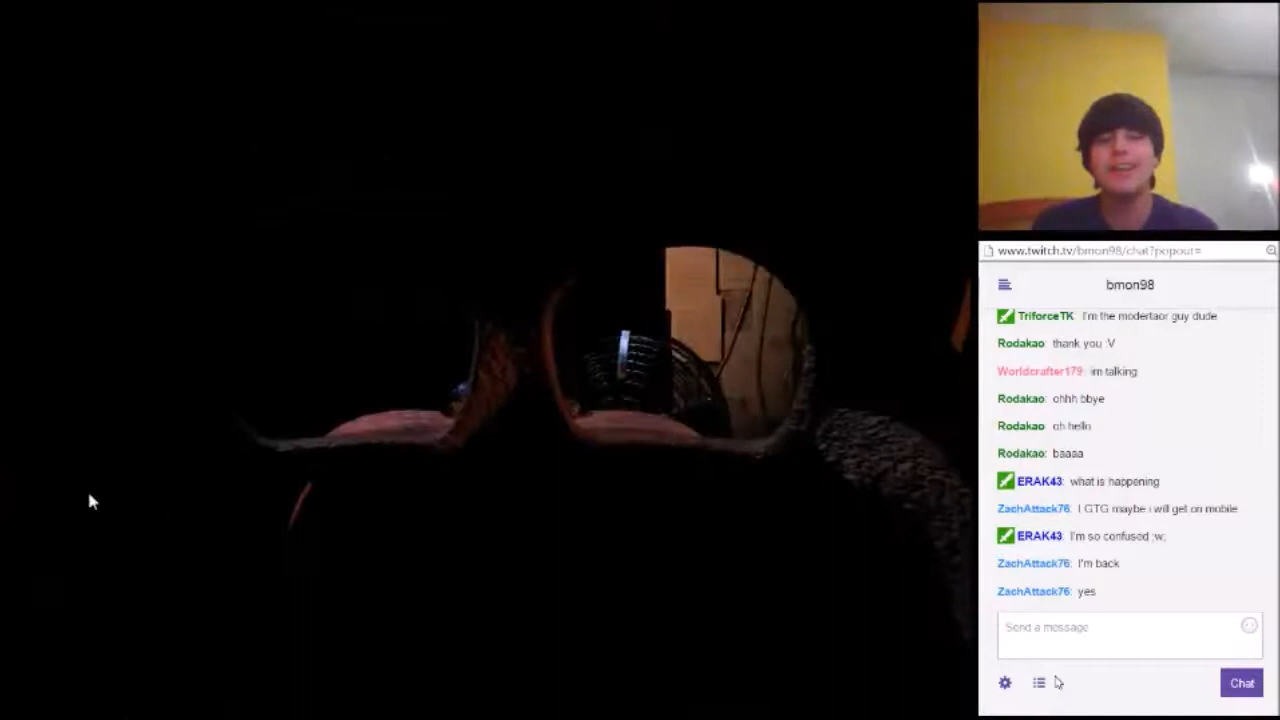 www.twitch.tv/bmon98/chat?popout=
bmon98
TriforceTK I'm the modertaor guy dude
Rodakao: thank you :V
Worldcrafter179: im talking
Rodakao: ohhh bbye
Rodakao: oh hello
Rodakao: baaaa
ERAK43: what is happening
ZachAttack76: I GTG maybe i will get on mobile
ERAK43: I'm so confused ;w;
ZachAttack76: I'm back
ZachAttack76: yes
Send a message
Chat